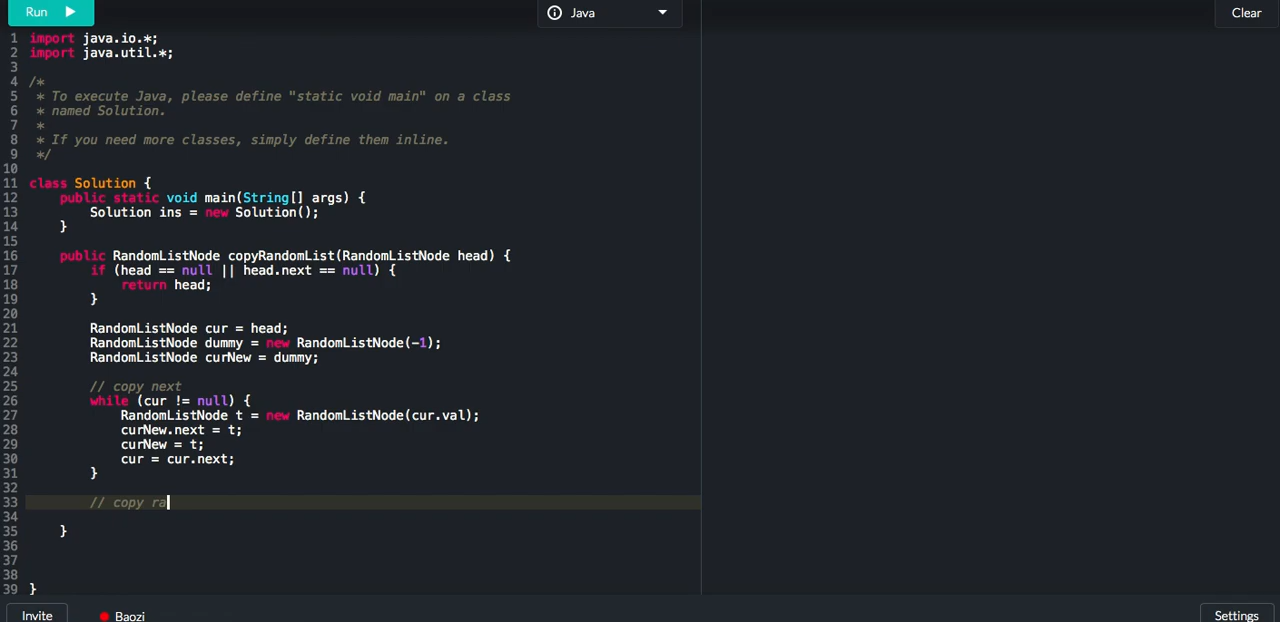 Run
Java
Clear
1 import java.io.*;
2 import java.util.*;
3
4 /*
5  * To execute Java, please define "static void main" on a class
6  * named Solution.
7  *
8  * If you need more classes, simply define them inline.
9  */
10
11 class Solution {
12     public static void main(String[] args) {
13         Solution ins = new Solution();
14     }
15
16     public RandomListNode copyRandomList(RandomListNode head) {
17         if (head == null || head.next == null) {
18             return head;
19         }
20
21         RandomListNode cur = head;
22         RandomListNode dummy = new RandomListNode(-1);
23         RandomListNode curNew = dummy;
24
25         // copy next
26         while (cur != null) {
27             RandomListNode t = new RandomListNode(cur.val);
28             curNew.next = t;
29             curNew = t;
30             cur = cur.next;
31         }
32
33         // copy ra
34
35     }
36
37
38
39 }
Invite
Baozi
Settings